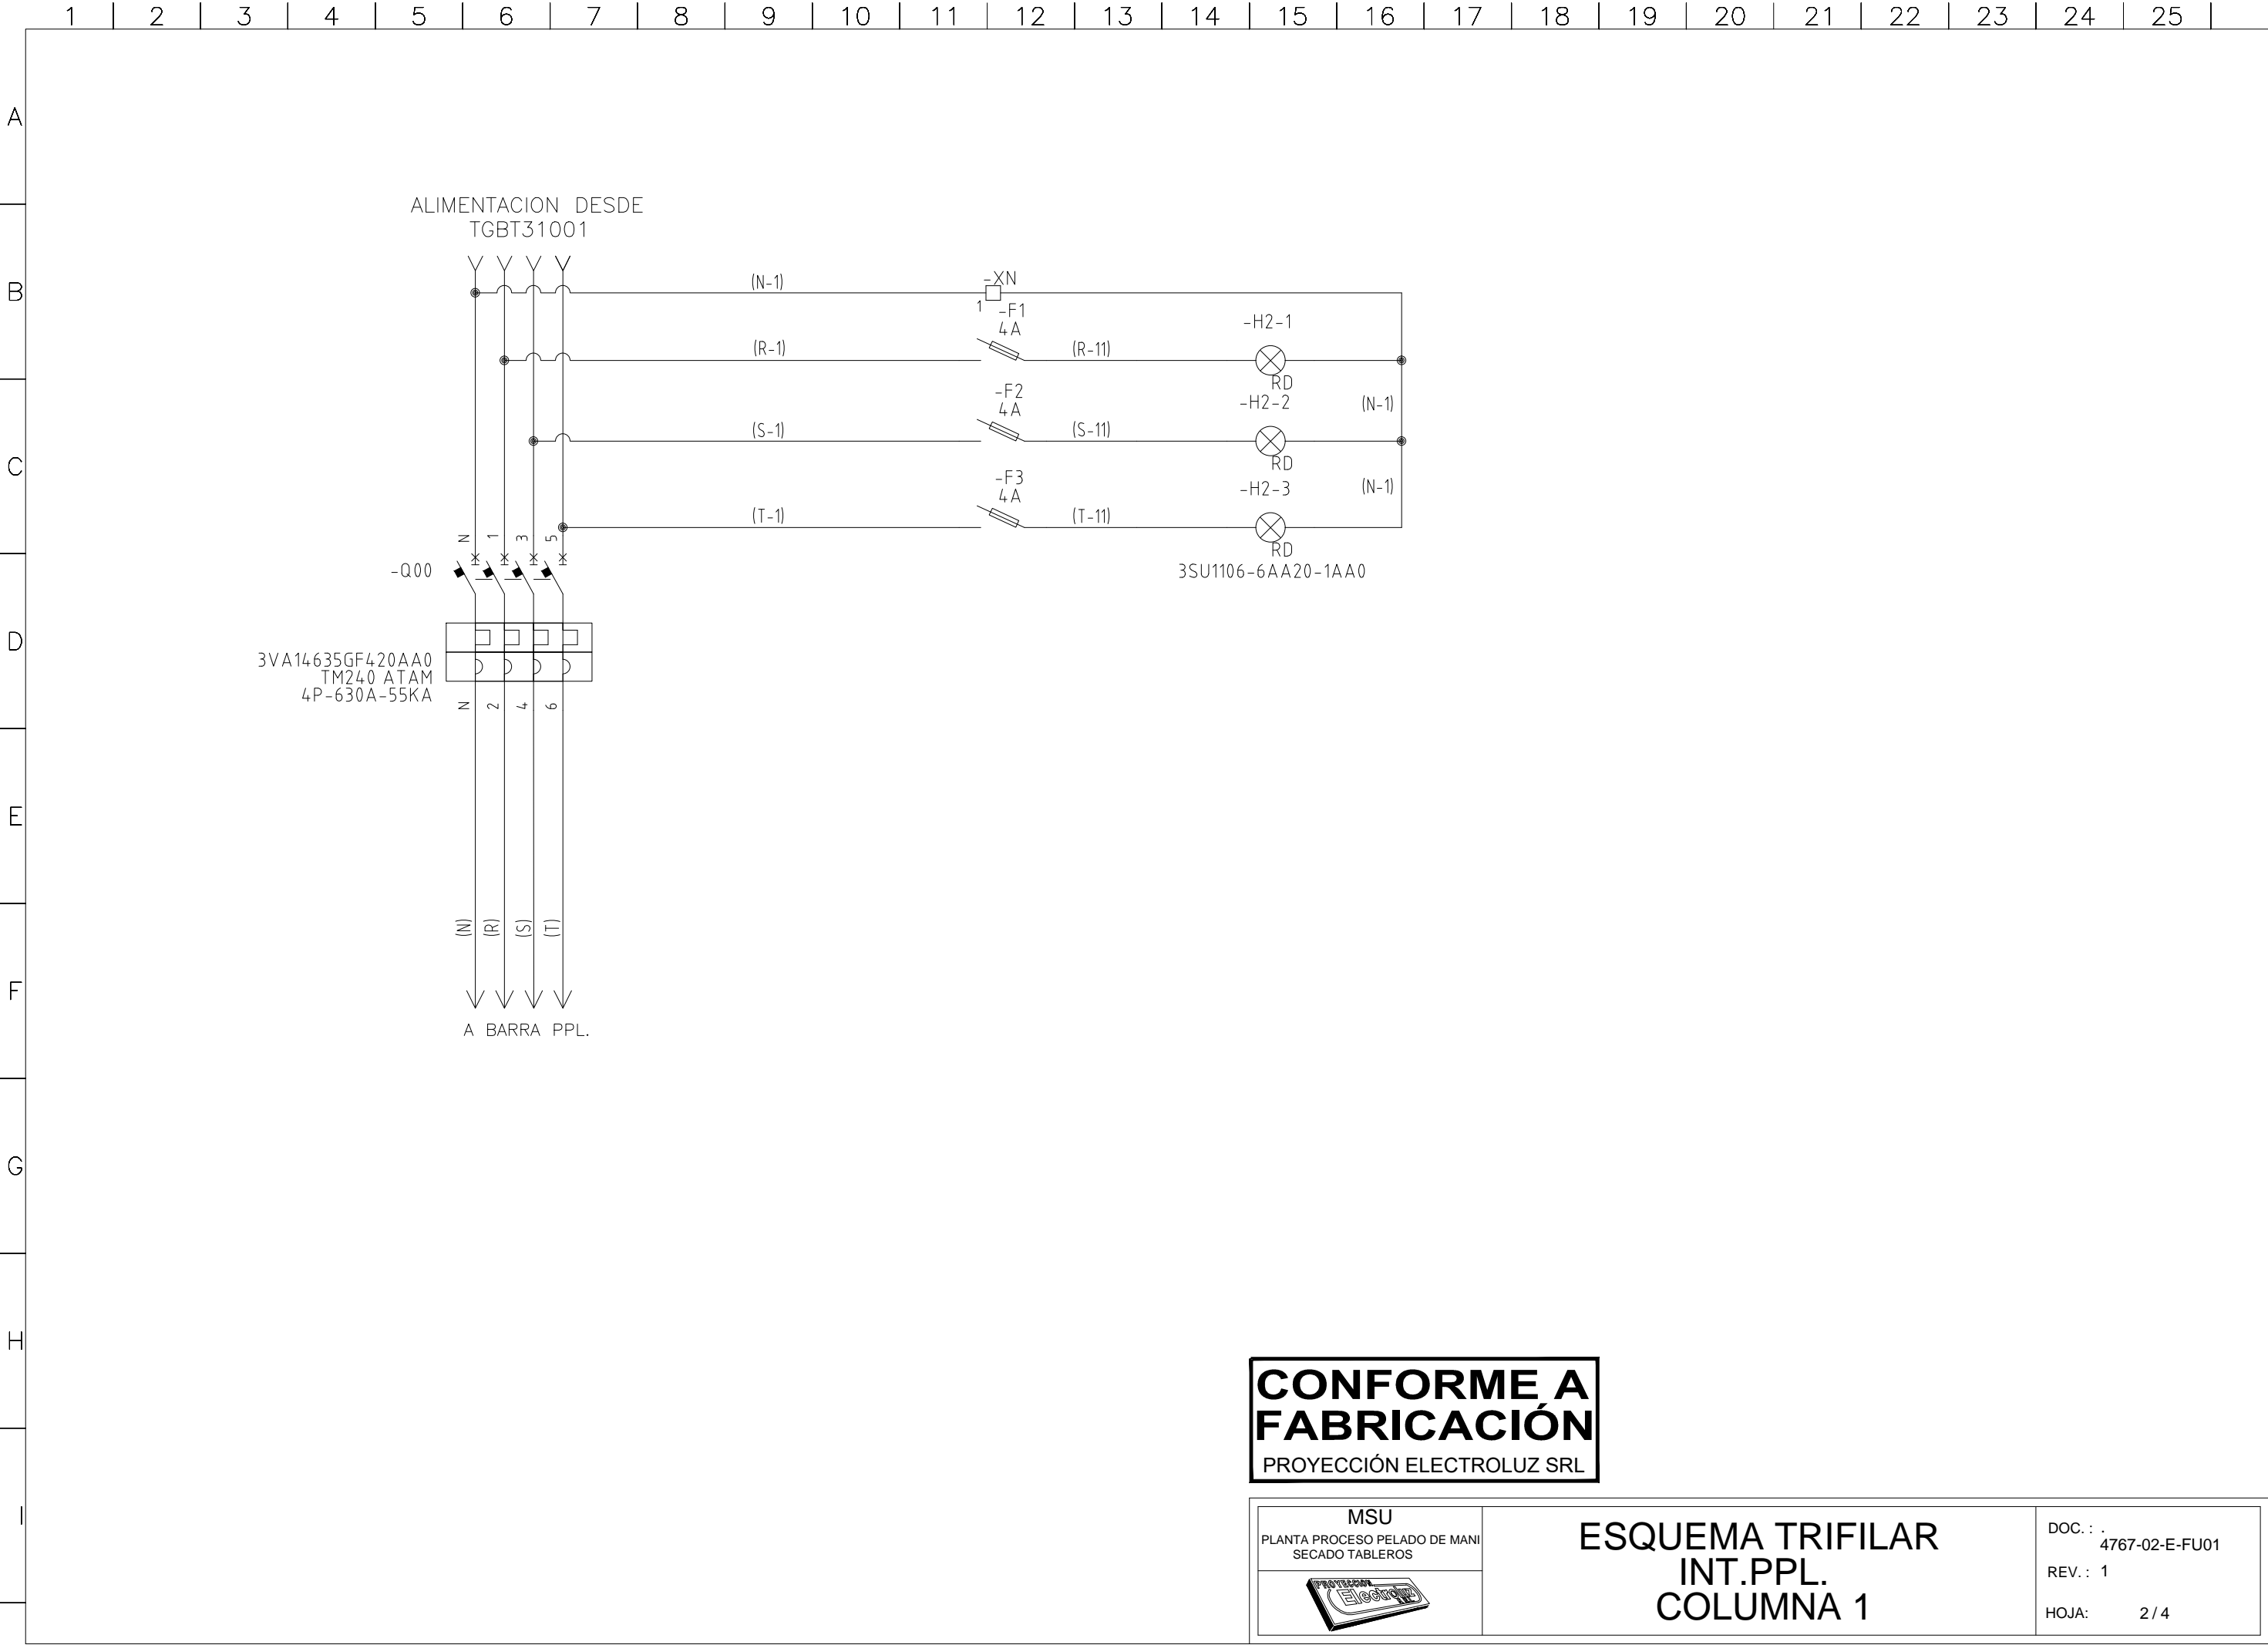 1 2 3 4 5 6 7 8 9 10 11 12 13 14 15 16 17 18 19 20 21 22 23 24 25
A
B
C
D
E
F
G
H
I
ALIMENTACION DESDE
TGBT31001
(N-1)
-XN
1
-F1
4A
(R-1)
(R-11)
-H2-1
RD
-F2
4A
(S-1)
(S-11)
-H2-2
RD
(N-1)
-F3
4A
(T-1)
(T-11)
-H2-3
RD
(N-1)
3SU1106-6AA20-1AA0
N 1 3 5
-Q00
3VA14635GF420AA0
TM240 ATAM
4P-630A-55KA
N 2 4 6
(N) (R) (S) (T)
A BARRA PPL.
CONFORME A
FABRICACIÓN
PROYECCIÓN ELECTROLUZ SRL
MSU
PLANTA PROCESO PELADO DE MANI
SECADO TABLEROS
PROYECCION
Electroluz
SRL
ESQUEMA TRIFILAR
INT.PPL.
COLUMNA 1
DOC. : .
4767-02-E-FU01
REV. : 1
HOJA: 2 / 4